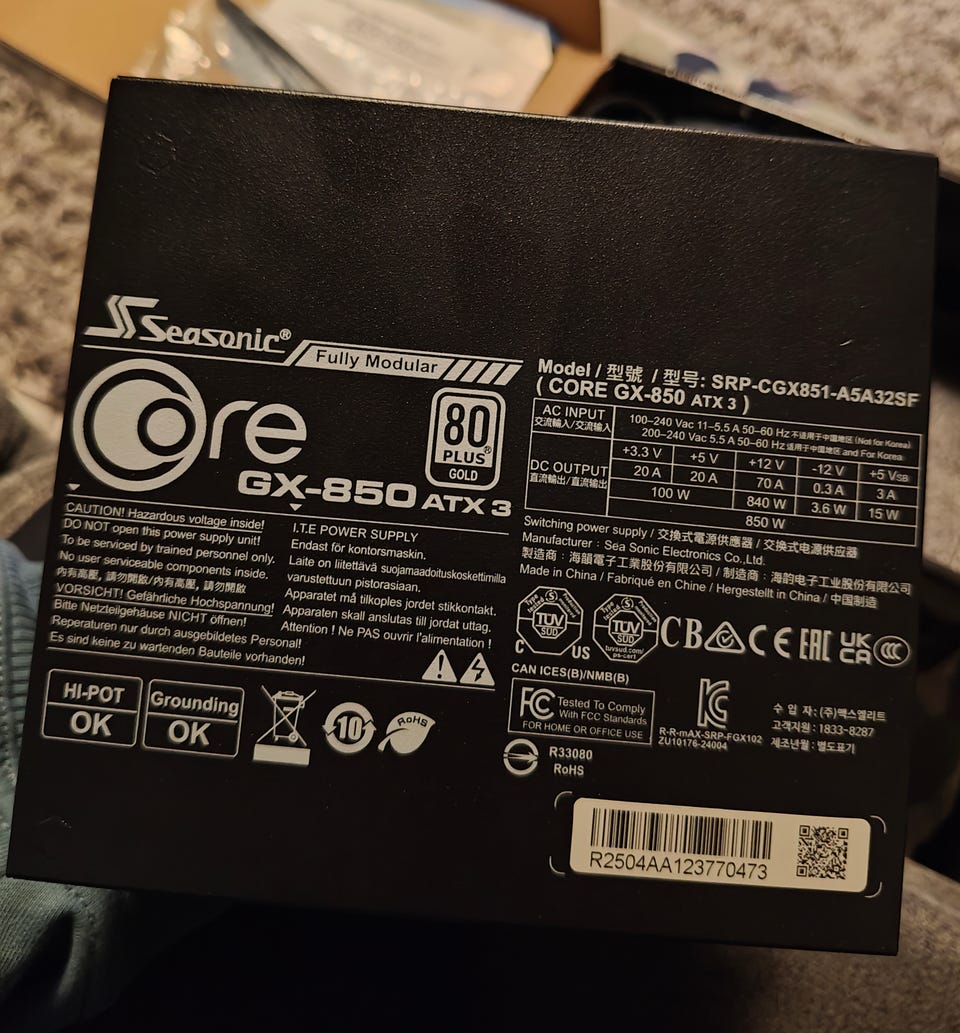 Seasonic®
Fully Modular
Core
GX-850 ATX 3
80
PLUS®
GOLD
CAUTION! Hazardous voltage inside!
DO NOT open this power supply unit!
To be serviced by trained personnel only.
No user serviceable components inside.
內有高壓, 請勿開啟/内有高壓, 請勿開啟
VORSICHT! Gefährliche Hochspannung!
Bitte Netzteilgehäuse NICHT öffnen!
Reperaturen nur durch ausgebildetes Personal!
Es sind keine zu wartenden Bauteile vorhanden!
I.T.E POWER SUPPLY
Endast för kontorsmaskin.
Laite on liitettävä suojamaadoituskoskettimilla
varustettuun pistorasiaan.
Apparatet må tilkoples jordet stikkontakt.
Apparaten skall anslutas till jordat uttag.
Attention ! Ne PAS ouvrir l'alimentation !
HI-POT
OK
Grounding
OK
10
RoHS
Model / 型號 / 型号: SRP-CGX851-A5A32SF
( CORE GX-850 ATX 3 )
AC INPUT
交流輸入/交流输入
100–240 Vac 11–5.5 A 50–60 Hz 不适用于中国地区 (Not for Korea)
200–240 Vac 5.5 A 50–60 Hz 适用于中国地区 and For Korea
DC OUTPUT
直流輸出/直流输出
+3.3 V +5 V +12 V -12 V +5 VSB
20 A 20 A 70 A 0.3 A 3 A
100 W 840 W 3.6 W 15 W
850 W
Switching power supply / 交換式電源供應器 / 交换式电源供应器
Manufacturer : Sea Sonic Electronics Co.,Ltd.
製造商 : 海韻電子工業股份有限公司 / 制造商 : 海韵电子工业股份有限公司
Made in China / Fabriqué en Chine / Hergestellt in China / 中国制造
TÜV
SÜD
C US
TÜV
SÜD
tuvsud.com/
ps-cert
CB CE EAC UK
CA CCC
CAN ICES(B)/NMB(B)
FC Tested To Comply
With FCC Standards
FOR HOME OR OFFICE USE
KC
R-R-mAX-SRP-FGX102
ZU10176-24004
수 입 자 : (주)맥스엘리트
고객지원 : 1833-8287
제조년월 : 별도표기
R33080
RoHS
R2504AA123770473